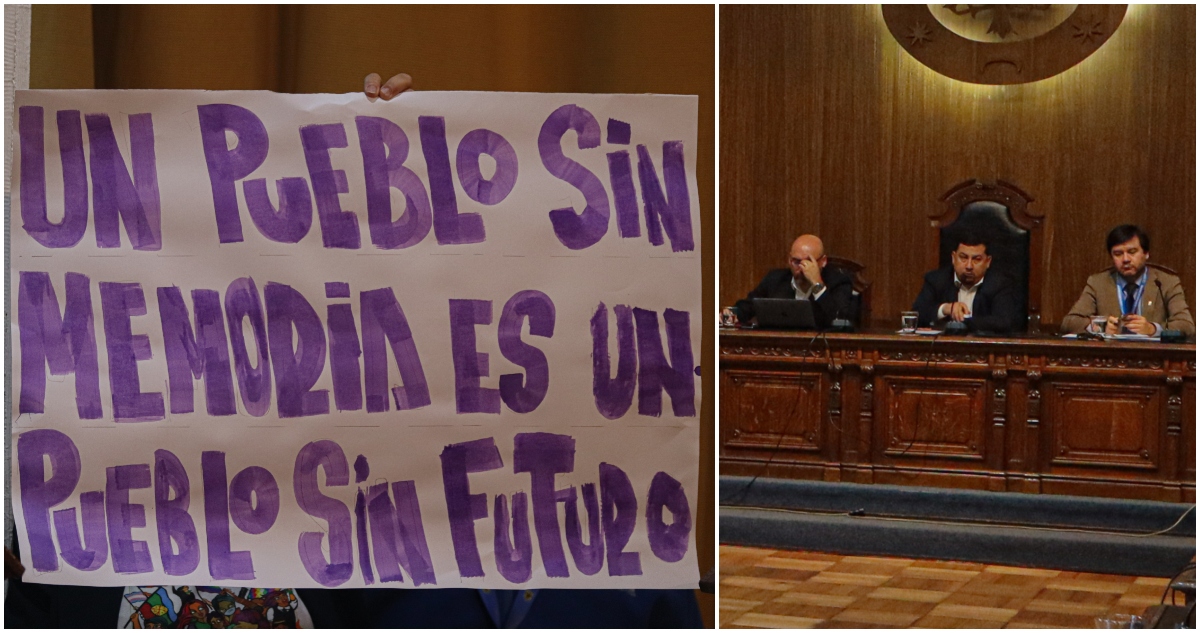 UN PUEBLO SIN
MEMORIA ES UN
PUEBLO SIN FUTURO